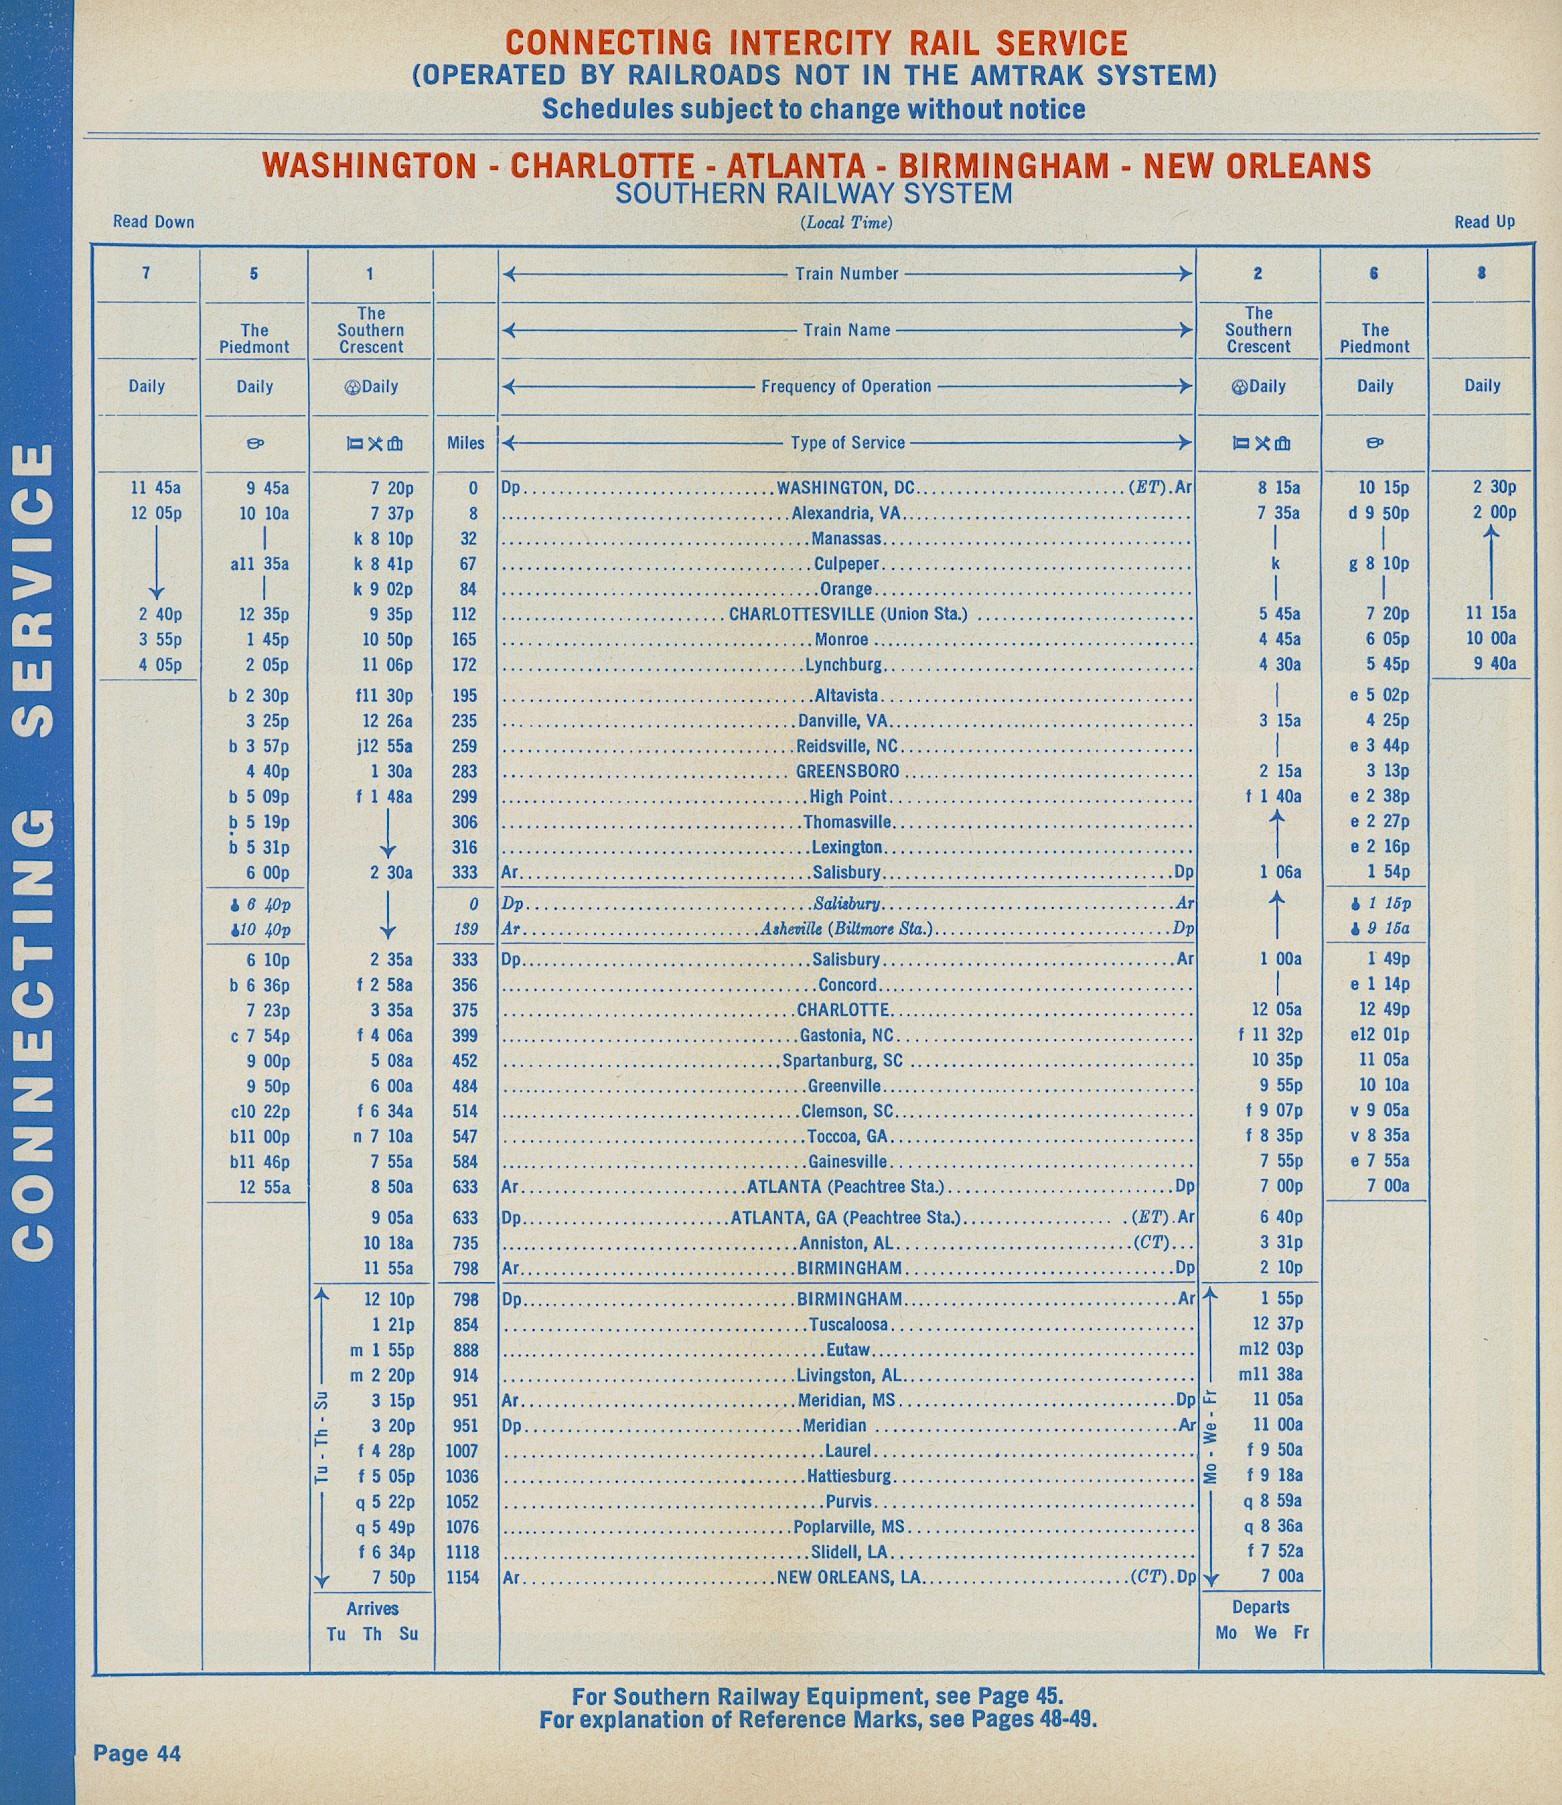 CONNECTING INTERCITY RAIL SERVICE
(OPERATED BY RAILROADS NOT IN THE AMTRAK SYSTEM)
Schedules subject to change without notice
WASHINGTON - CHARLOTTE - ATLANTA - BIRMINGHAM - NEW ORLEANS
SOUTHERN RAILWAY SYSTEM
Read Down (Local Time) Read Up
7 5 1 Train Number 2 6 8
The Piedmont The Southern Crescent Train Name The Southern Crescent The Piedmont
Daily Daily Daily Frequency of Operation Daily Daily Daily
Miles Type of Service
11 45a 9 45a 7 20p 0 Dp WASHINGTON, DC (ET) Ar 8 15a 10 15p 2 30p
12 05p 10 10a 7 37p 8 Alexandria, VA 7 35a d 9 50p 2 00p
k 8 10p 32 Manassas
a11 35a k 8 41p 67 Culpeper k g 8 10p
k 9 02p 84 Orange
2 40p 12 35p 9 35p 112 CHARLOTTESVILLE (Union Sta.) 5 45a 7 20p 11 15a
3 55p 1 45p 10 50p 165 Monroe 4 45a 6 05p 10 00a
4 05p 2 05p 11 06p 172 Lynchburg 4 30a 5 45p 9 40a
b 2 30p f11 30p 195 Altavista e 5 02p
3 25p 12 26a 235 Danville, VA 3 15a 4 25p
b 3 57p j12 55a 259 Reidsville, NC e 3 44p
4 40p 1 30a 283 GREENSBORO 2 15a 3 13p
b 5 09p f 1 48a 299 High Point f 1 40a e 2 38p
b 5 19p 306 Thomasville e 2 27p
b 5 31p 316 Lexington e 2 16p
6 00p 2 30a 333 Ar Salisbury Dp 1 06a 1 54p
6 40p 0 Dp Salisbury Ar 1 15p
10 40p 139 Ar Asheville (Biltmore Sta.) Dp 9 15a
6 10p 2 35a 333 Dp Salisbury Ar 1 00a 1 49p
b 6 36p f 2 58a 356 Concord e 1 14p
7 23p 3 35a 375 CHARLOTTE 12 05a 12 49p
c 7 54p f 4 06a 399 Gastonia, NC f 11 32p e12 01p
9 00p 5 08a 452 Spartanburg, SC 10 35p 11 05a
9 50p 6 00a 484 Greenville 9 55p 10 10a
c10 22p f 6 34a 514 Clemson, SC f 9 07p v 9 05a
b11 00p n 7 10a 547 Toccoa, GA f 8 35p v 8 35a
b11 46p 7 55a 584 Gainesville 7 55p e 7 55a
12 55a 8 50a 633 Ar ATLANTA (Peachtree Sta.) Dp 7 00p 7 00a
9 05a 633 Dp ATLANTA, GA (Peachtree Sta.) (ET) Ar 6 40p
10 18a 735 Anniston, AL (CT) 3 31p
11 55a 798 Ar BIRMINGHAM Dp 2 10p
12 10p 798 Dp BIRMINGHAM Ar 1 55p
1 21p 854 Tuscaloosa 12 37p
m 1 55p 888 Eutaw m12 03p
m 2 20p 914 Livingston, AL m11 38a
3 15p 951 Ar Meridian, MS Dp 11 05a
3 20p 951 Dp Meridian Ar 11 00a
f 4 28p 1007 Laurel f 9 50a
f 5 05p 1036 Hattiesburg f 9 18a
q 5 22p 1052 Purvis q 8 59a
q 5 49p 1076 Poplarville, MS q 8 36a
f 6 34p 1118 Slidell, LA f 7 52a
7 50p 1154 Ar NEW ORLEANS, LA (CT) Dp 7 00a
Tu - Th - Su
Mo - We - Fr
Arrives Departs
Tu Th Su Mo We Fr
For Southern Railway Equipment, see Page 45.
For explanation of Reference Marks, see Pages 48-49.
Page 44
CONNECTING SERVICE